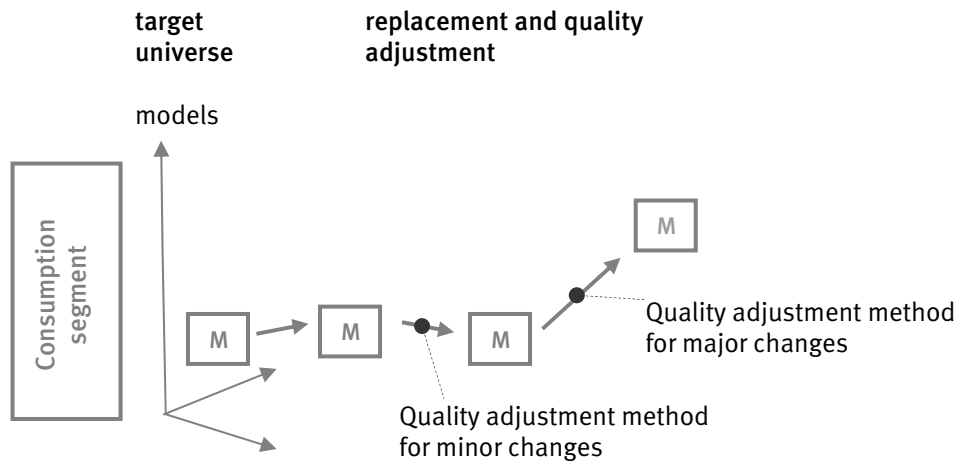 target
universe
replacement and quality
adjustment
models
Consumption
segment
M
M
M
M
Quality adjustment method
for major changes
Quality adjustment method
for minor changes